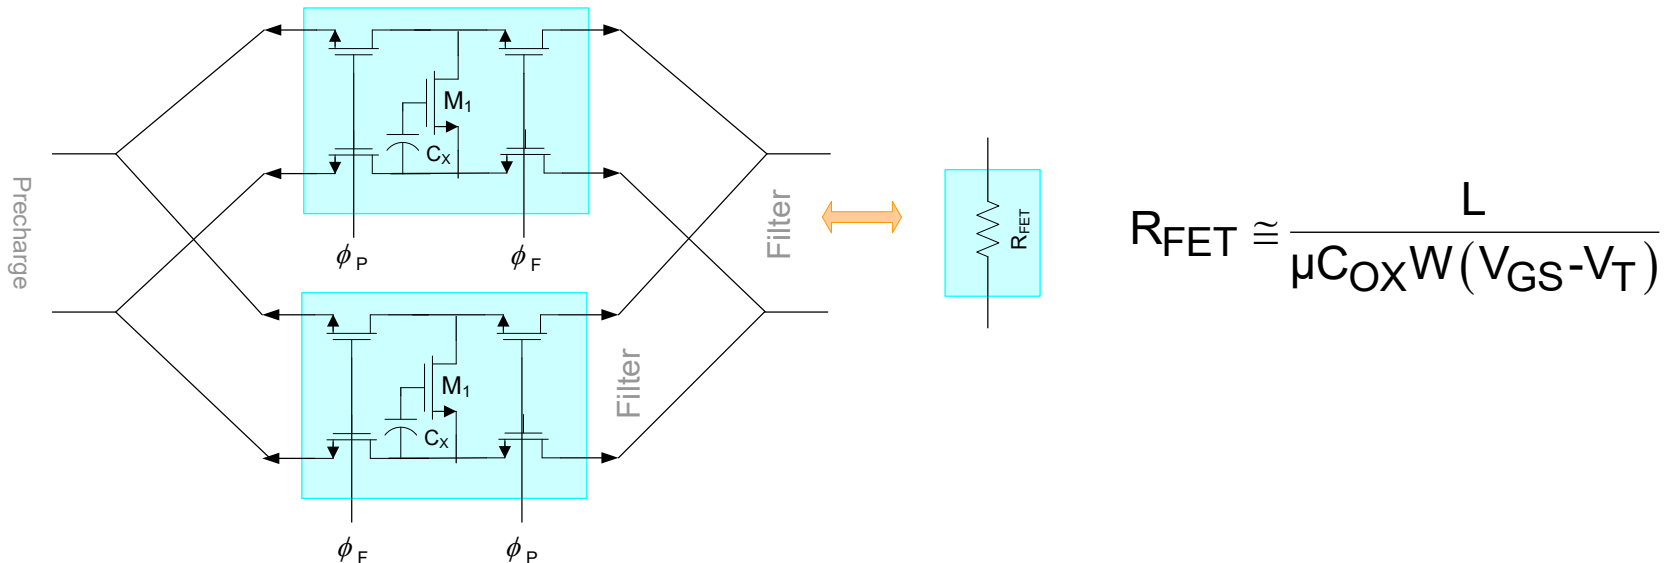 Precharge
M1
CX
ϕP
ϕF
Filter
M1
CX
Filter
ϕF
ϕP
RFET
RFET ≅ L / µCOXW(VGS-VT)